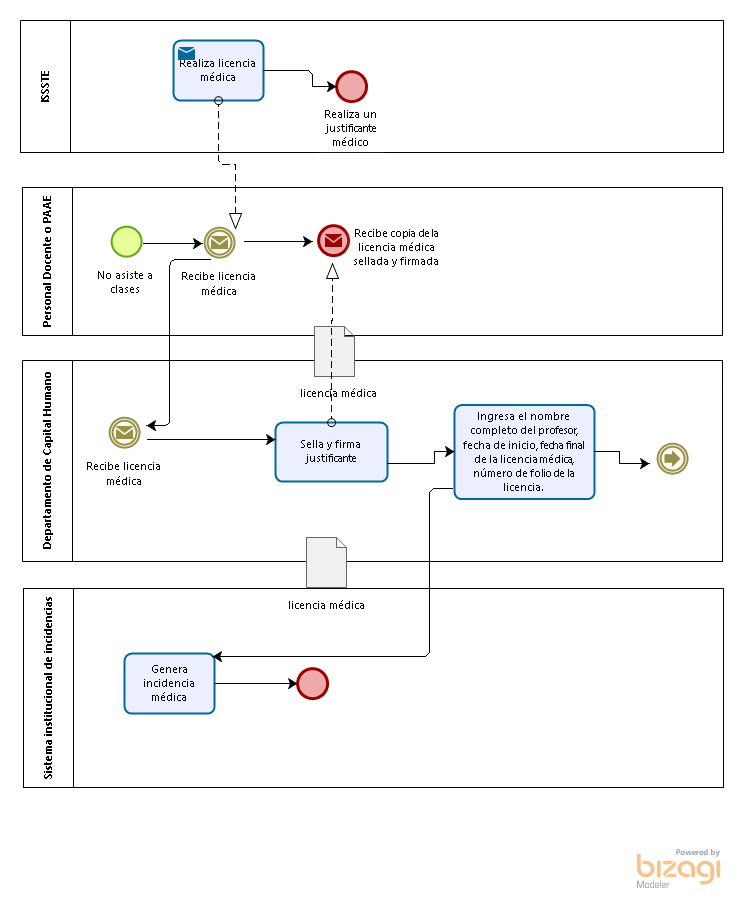 ISSSTE
Realiza licencia
médica
Realiza un
justificante
médico
Personal Docente o PAAE
No asiste a
clases
Recibe licencia
médica
Recibe copia de la
licencia médica
sellada y firmada
licencia médica
Departamento de Capital Humano
Recibe licencia
médica
Sella y firma
justificante
Ingresa el nombre
completo del profesor,
fecha de inicio, fecha final
de la licencia médica,
número de folio de la
licencia.
licencia médica
Sistema institucional de incidencias
Genera
incidencia
médica
Powered by
bizagi
Modeler